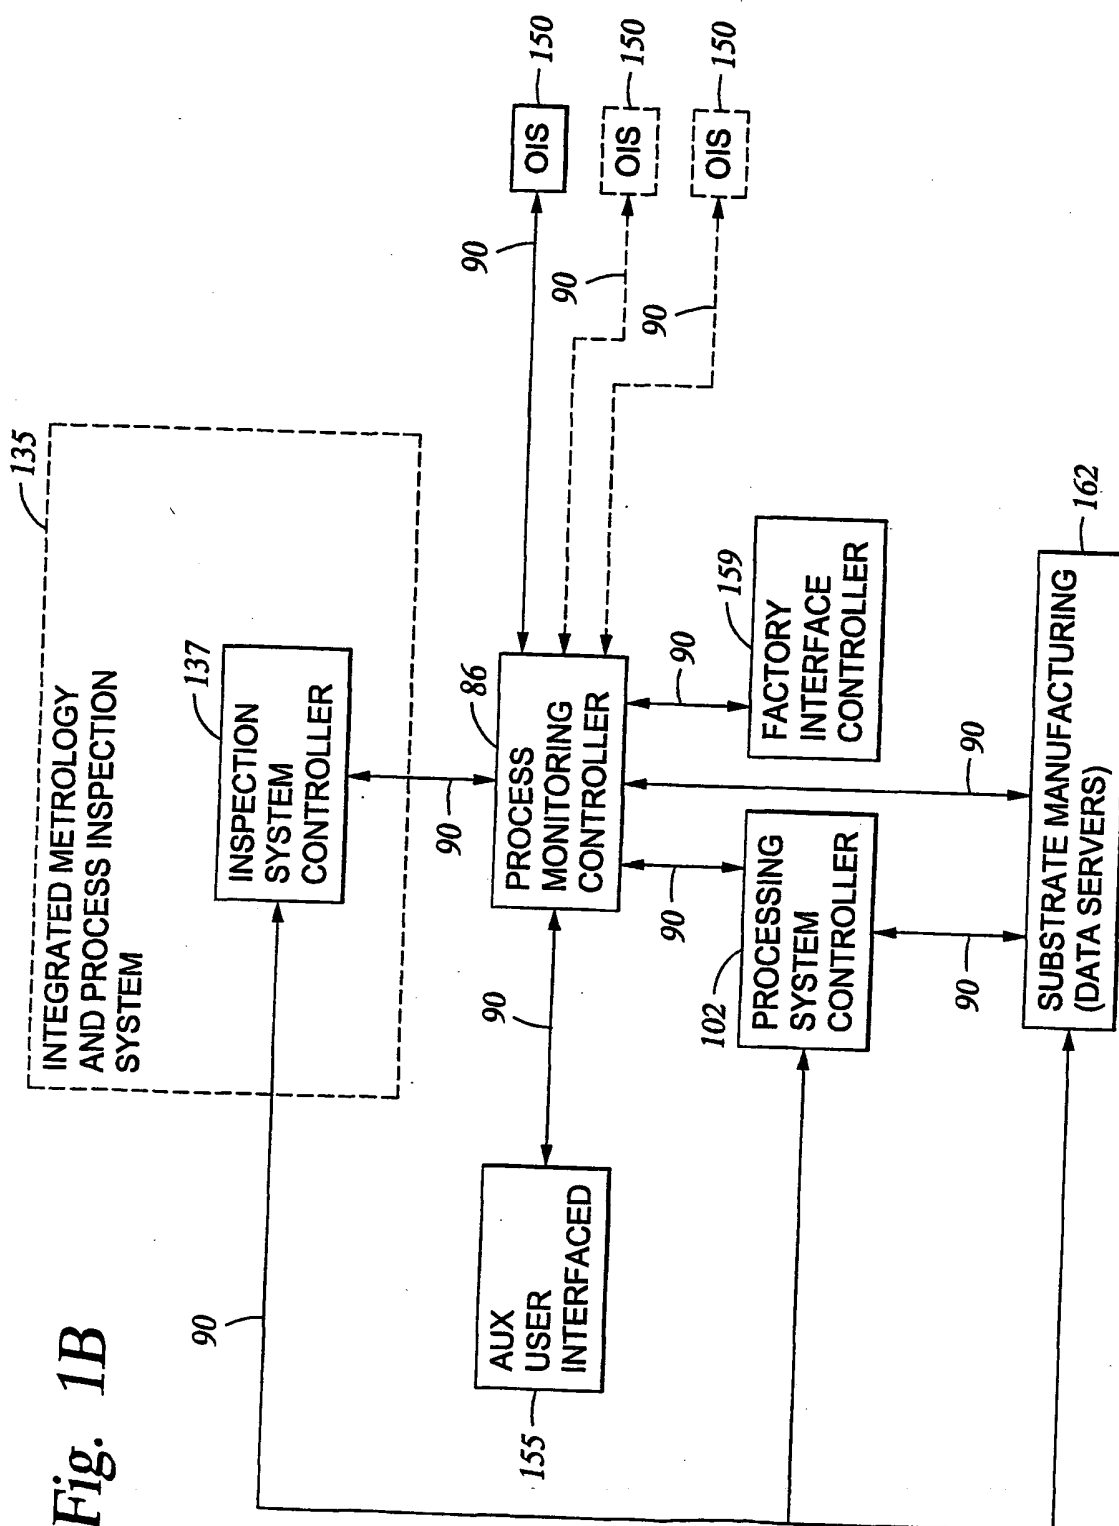 Fig. 1B
135
INTEGRATED METROLOGY
AND PROCESS INSPECTION
SYSTEM
90
137
INSPECTION
SYSTEM
CONTROLLER
90
86
PROCESS
MONITORING
CONTROLLER
90
AUX
USER
INTERFACED
155
90
OIS
150
90
OIS
150
90
OIS
150
90
90
102
PROCESSING
SYSTEM
CONTROLLER
159
FACTORY
INTERFACE
CONTROLLER
90
90
SUBSTRATE MANUFACTURING
(DATA SERVERS)
162